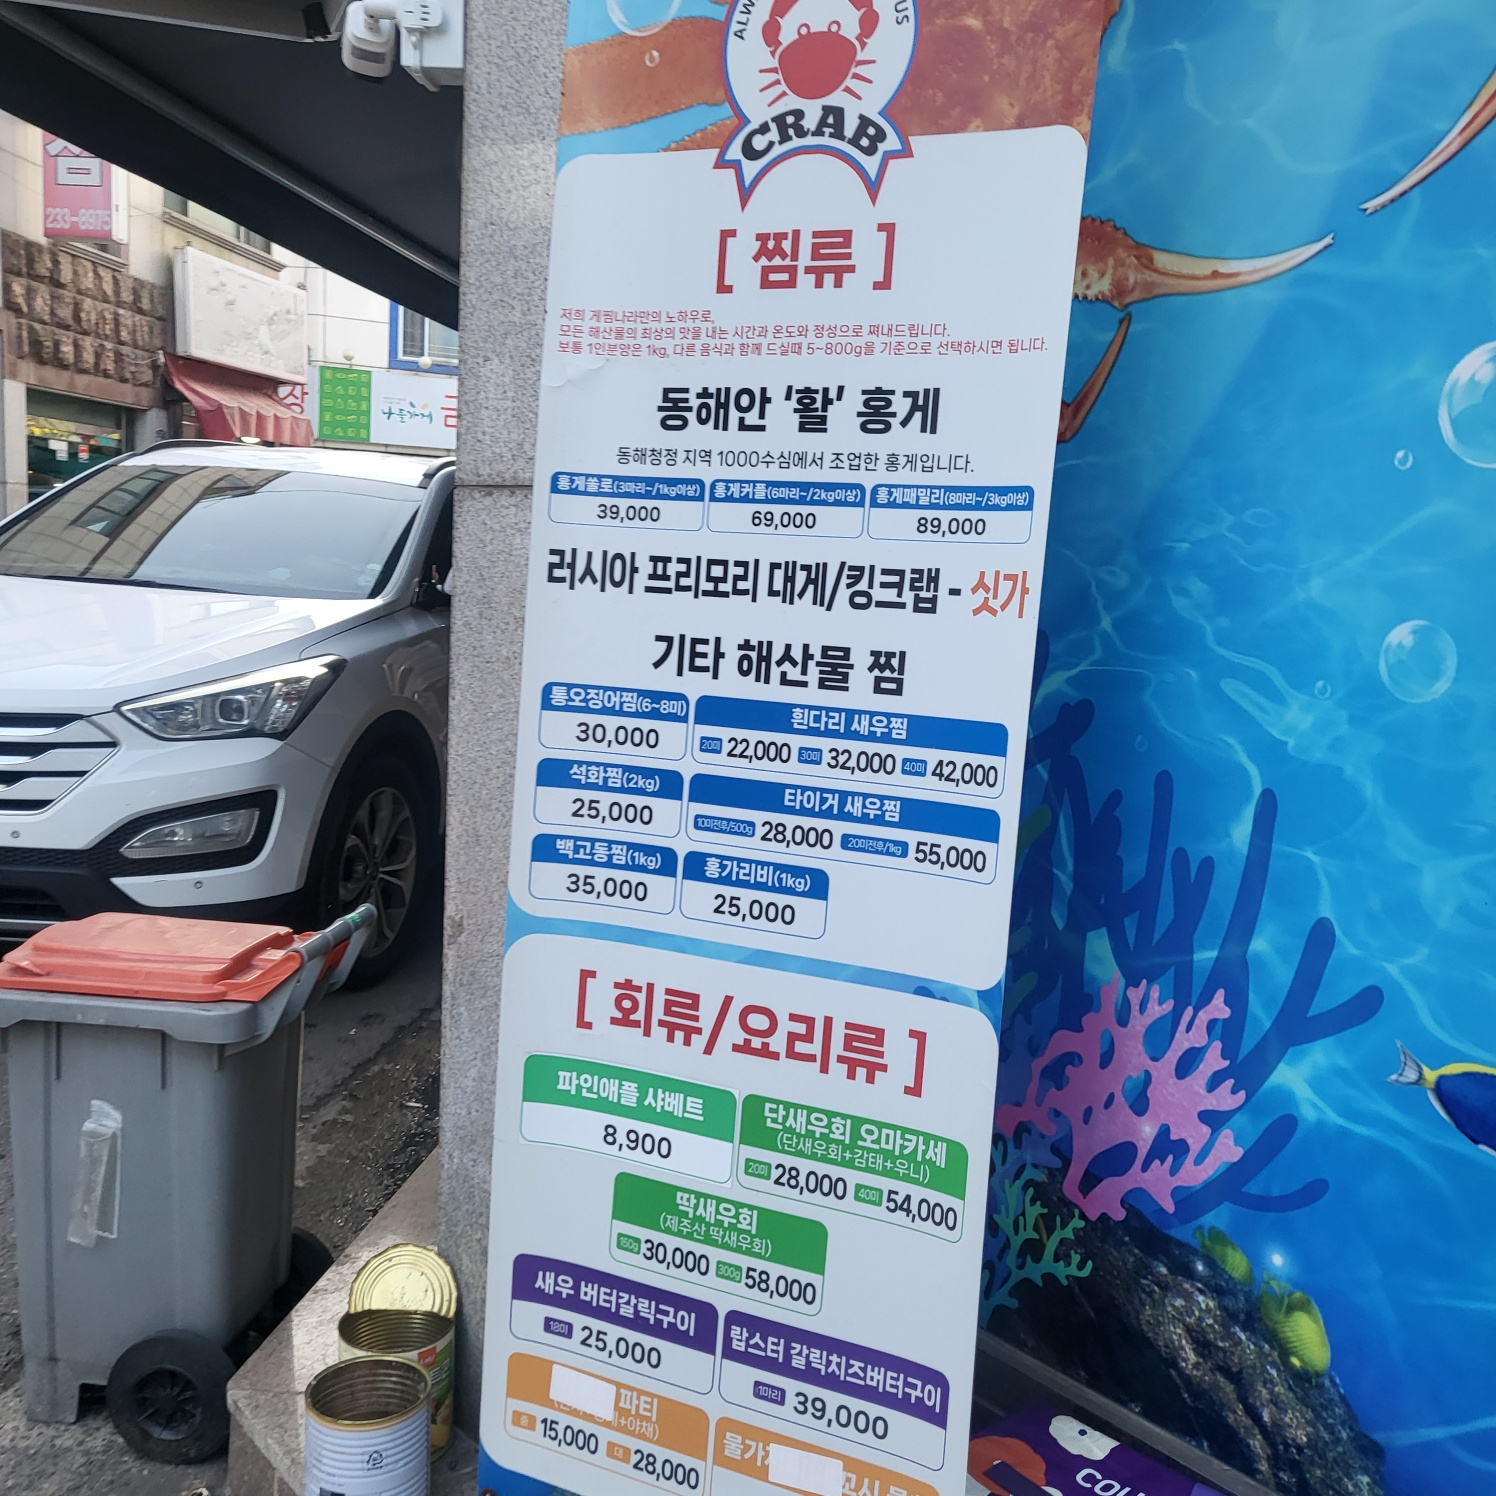 CRAB
[ 찜류 ]
저희 게찜나라만의 노하우로,
모든 해산물의 최상의 맛을 내는 시간과 온도와 정성으로 쪄내드립니다.
보통 1인분양은 1kg, 다른 음식과 함께 드실때 5~800g을 기준으로 선택하시면 됩니다.
동해안 '활' 홍게
동해청정 지역 1000수심에서 조업한 홍게입니다.
홍게쏠로(3마리~/1kg이상) 홍게커플(6마리~/2kg이상) 홍게패밀리(8마리~/3kg이상)
39,000 69,000 89,000
러시아 프리모리 대게/킹크랩 - 싯가
기타 해산물 찜
통오징어찜(6~8미)
30,000
흰다리 새우찜
20미 22,000 30미 32,000 40미 42,000
석화찜(2kg)
25,000
타이거 새우찜
10미전후/500g 28,000 20미전후/1kg 55,000
백고동찜(1kg)
35,000
홍가리비(1kg)
25,000
[ 회류/요리류 ]
파인애플 샤베트
8,900
단새우회 오마카세
(단새우회+감태+우니)
20미 28,000 40미 54,000
딱새우회
(제주산 딱새우회)
150g 30,000 300g 58,000
새우 버터갈릭구이
18미 25,000
랍스터 갈릭치즈버터구이
1마리 39,000
파티
+야채)
중 15,000 대 28,000
물가
233-8975
나들가게